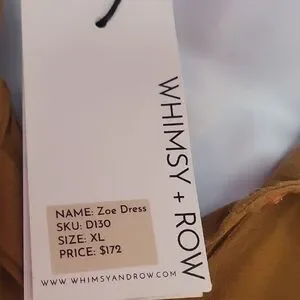 WHIMSY + ROW
NAME: Zoe Dress
SKU: D130
SIZE: XL
PRICE: $172
WWW.WHIMSYANDROW.COM